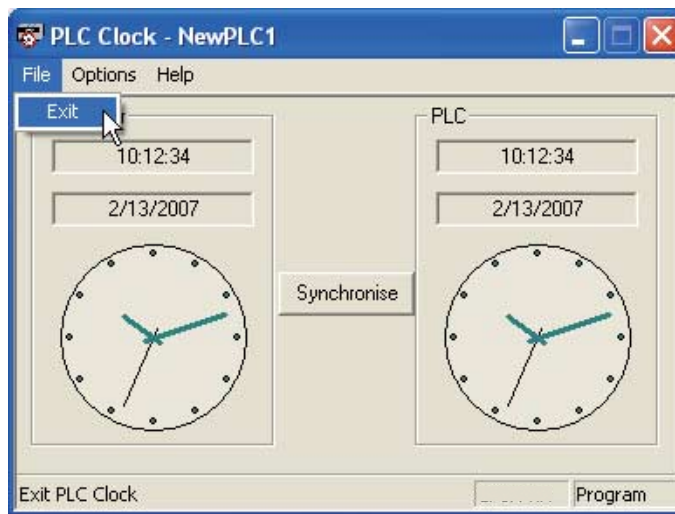 PLC Clock - NewPLC1
File Options Help
Exit
PLC
10:12:34
10:12:34
2/13/2007
2/13/2007
Synchronise
Exit PLC Clock
Program